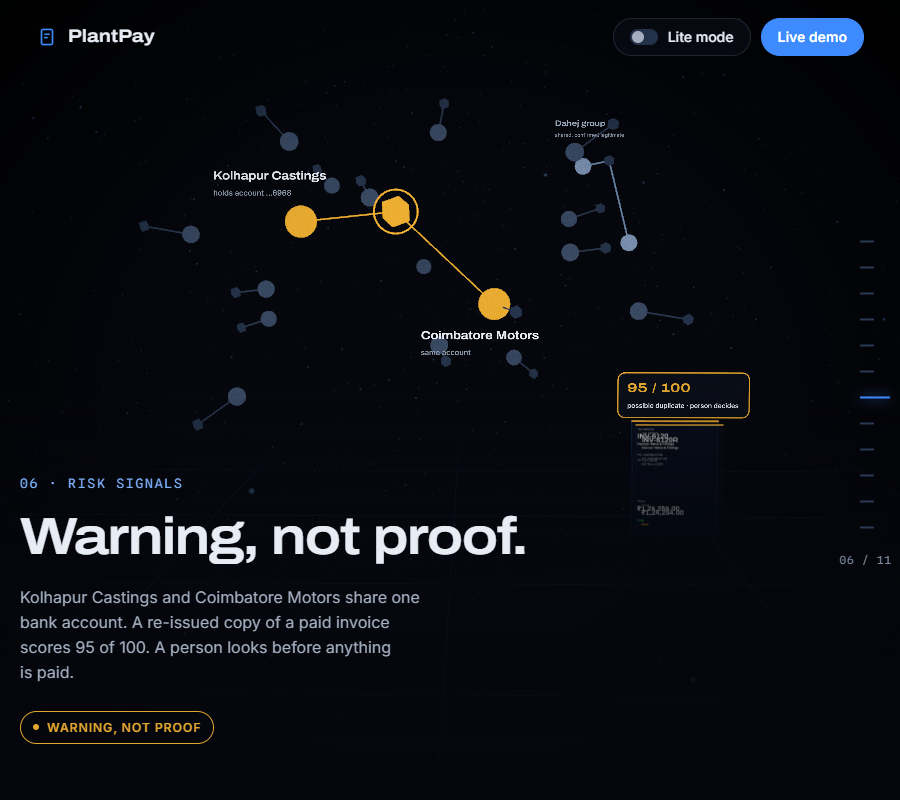 PlantPay
Lite mode
Live demo
Dahej group
Kolhapur Castings
holds account ...6968
Coimbatore Motors
same account
95 / 100
possible duplicate · person decides
06 · RISK SIGNALS
Warning, not proof.
Kolhapur Castings and Coimbatore Motors share one
bank account. A re-issued copy of a paid invoice
scores 95 of 100. A person looks before anything
is paid.
WARNING, NOT PROOF
06 / 11